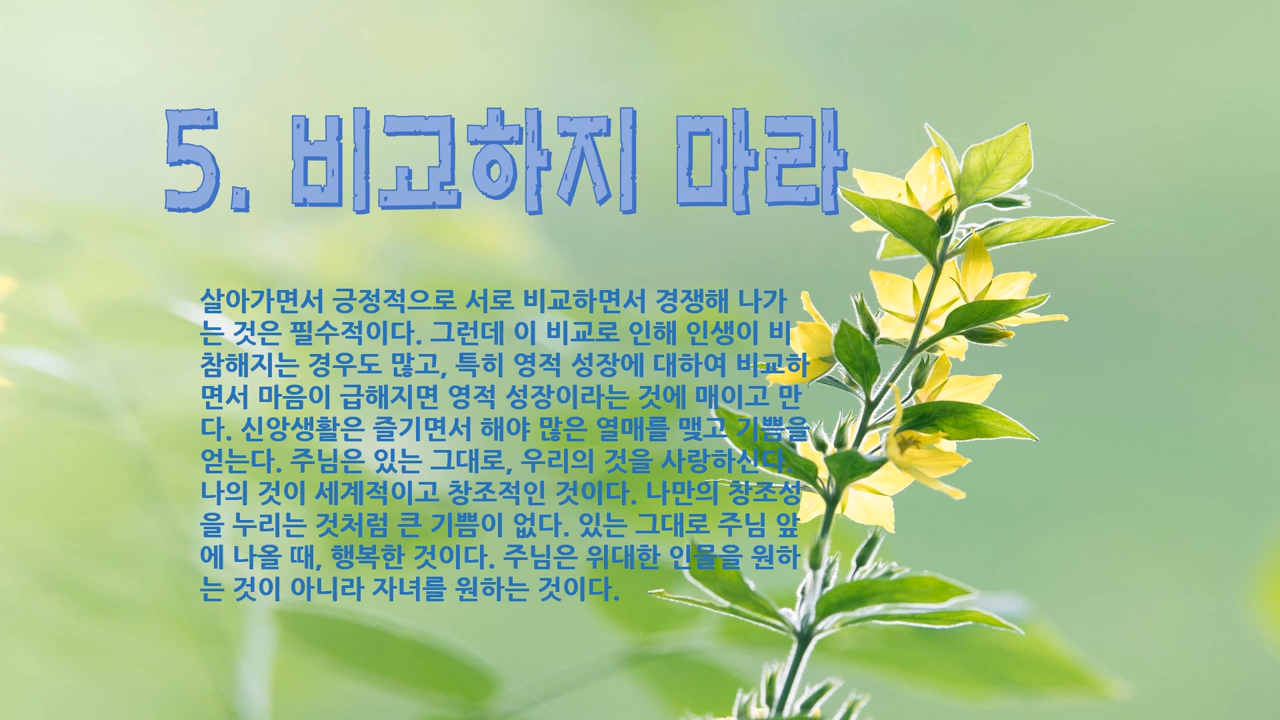 5. 비교하지 마라
살아가면서 긍정적으로 서로 비교하면서 경쟁해 나가
는 것은 필수적이다. 그런데 이 비교로 인해 인생이 비
참해지는 경우도 많고, 특히 영적 성장에 대하여 비교하
면서 마음이 급해지면 영적 성장이라는 것에 매이고 만
다. 신앙생활은 즐기면서 해야 많은 열매를 맺고 기쁨을
얻는다. 주님은 있는 그대로, 우리의 것을 사랑하신다.
나의 것이 세계적이고 창조적인 것이다. 나만의 창조성
을 누리는 것처럼 큰 기쁨이 없다. 있는 그대로 주님 앞
에 나올 때, 행복한 것이다. 주님은 위대한 인물을 원하
는 것이 아니라 자녀를 원하는 것이다.